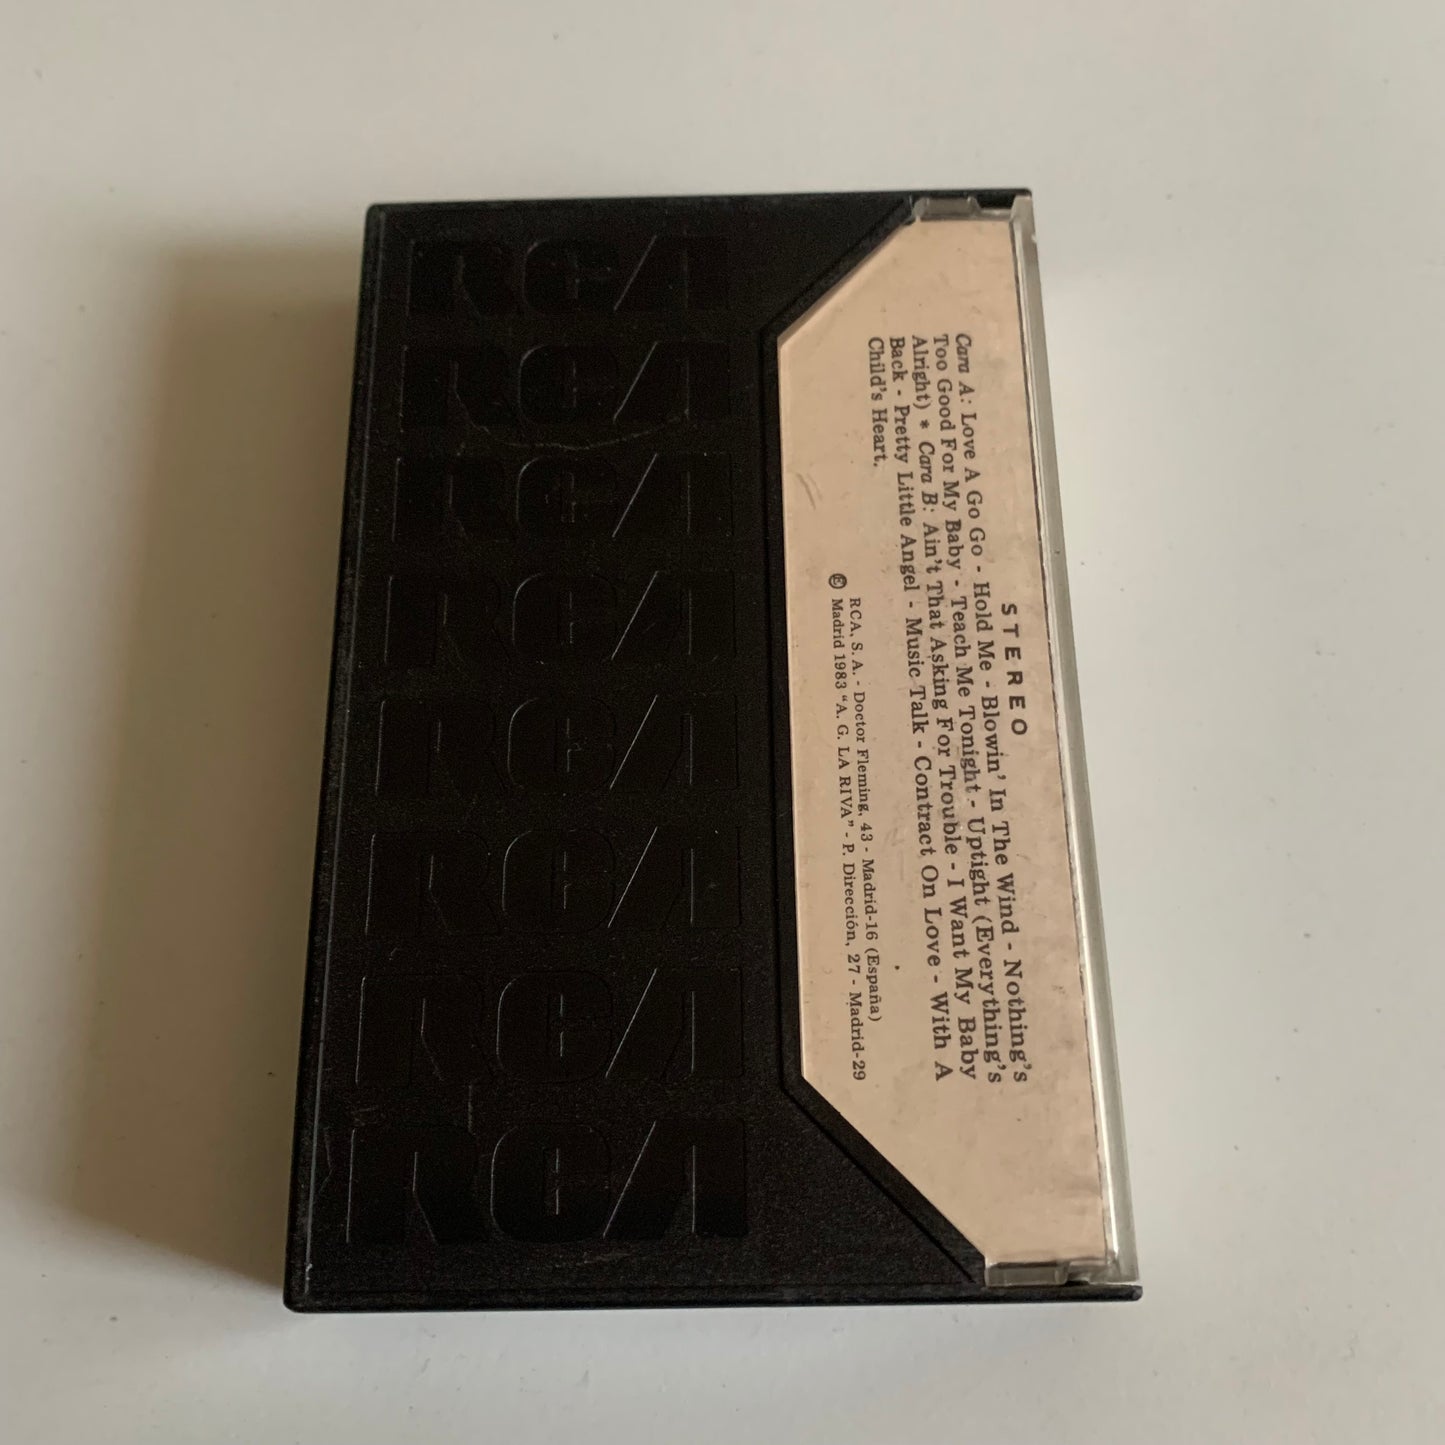 STEREO
Cara A: Love A Go Go - Hold Me - Blowin' In The Wind - Nothing's
Too Good For My Baby - Teach Me Tonight - Uptight (Everything's
Alright) * Cara B: Ain't That Asking For Trouble - I Want My Baby
Back - Pretty Little Angel - Music Talk - Contract On Love - With A
Child's Heart.
RCA, S. A. - Doctor Fleming, 43 - Madrid-16 (España)
Ⓔ Madrid 1983 “A. G. LA RIVA” - P. Dirección, 27 - Madrid-29
RCA
RCA
RCA
RCA
RCA
RCA
RCA
RCA